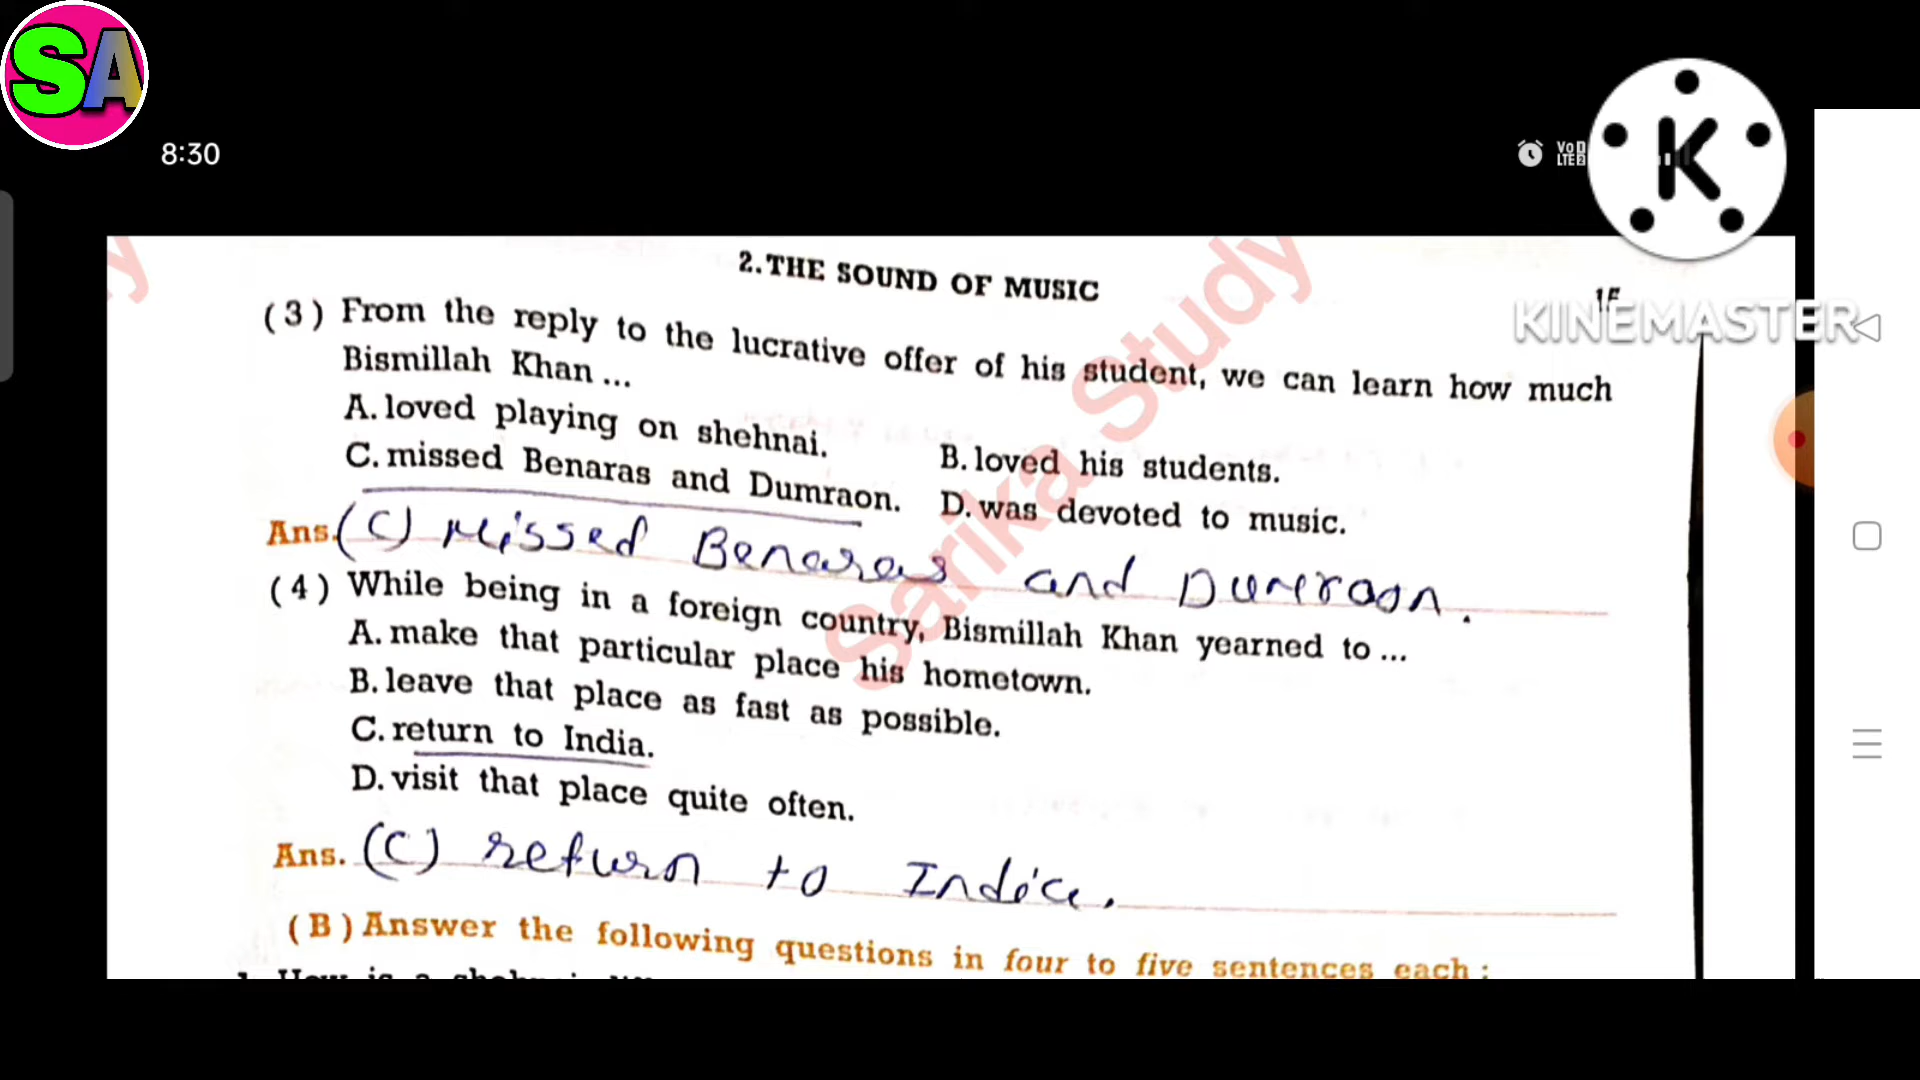 SA
8:30
Vo
LTE2
K
KINEMASTER
2. THE SOUND OF MUSIC
15
(3) From the reply to the lucrative offer of his student, we can learn how much
Bismillah Khan ...
A. loved playing on shehnai.
B. loved his students.
C. missed Benaras and Dumraon.
D. was devoted to music.
Ans. (C) Missed Benaras and Dumraon.
(4) While being in a foreign country, Bismillah Khan yearned to ...
A. make that particular place his hometown.
B. leave that place as fast as possible.
C. return to India.
D. visit that place quite often.
Ans. (C) return to India.
(B) Answer the following questions in four to five sentences each :
Sarika Study